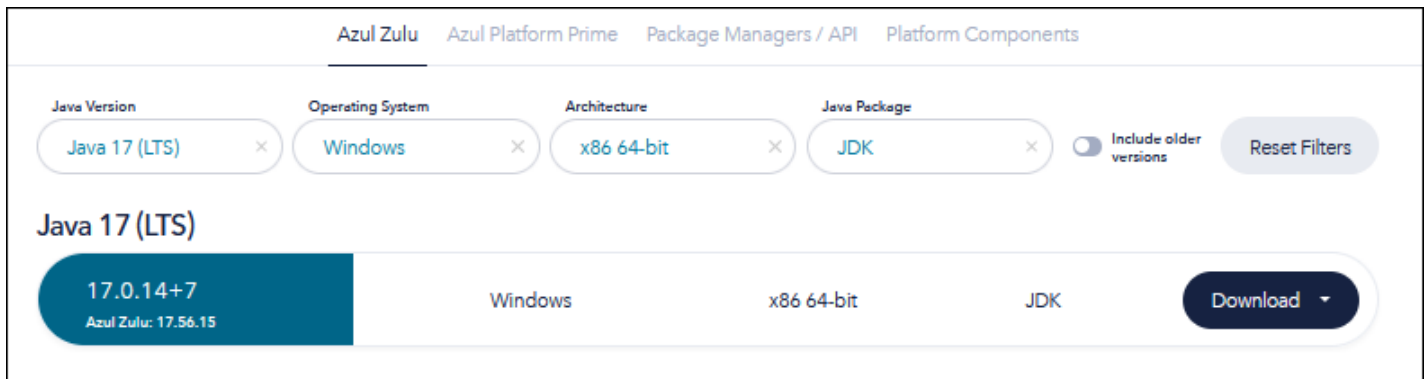 Azul Zulu Azul Platform Prime Package Managers / API Platform Components
Java Version Operating System Architecture Java Package
Java 17 (LTS) × Windows × x86 64-bit × JDK × Include older versions Reset Filters
Java 17 (LTS)
17.0.14+7 Windows x86 64-bit JDK Download
Azul Zulu: 17.56.15